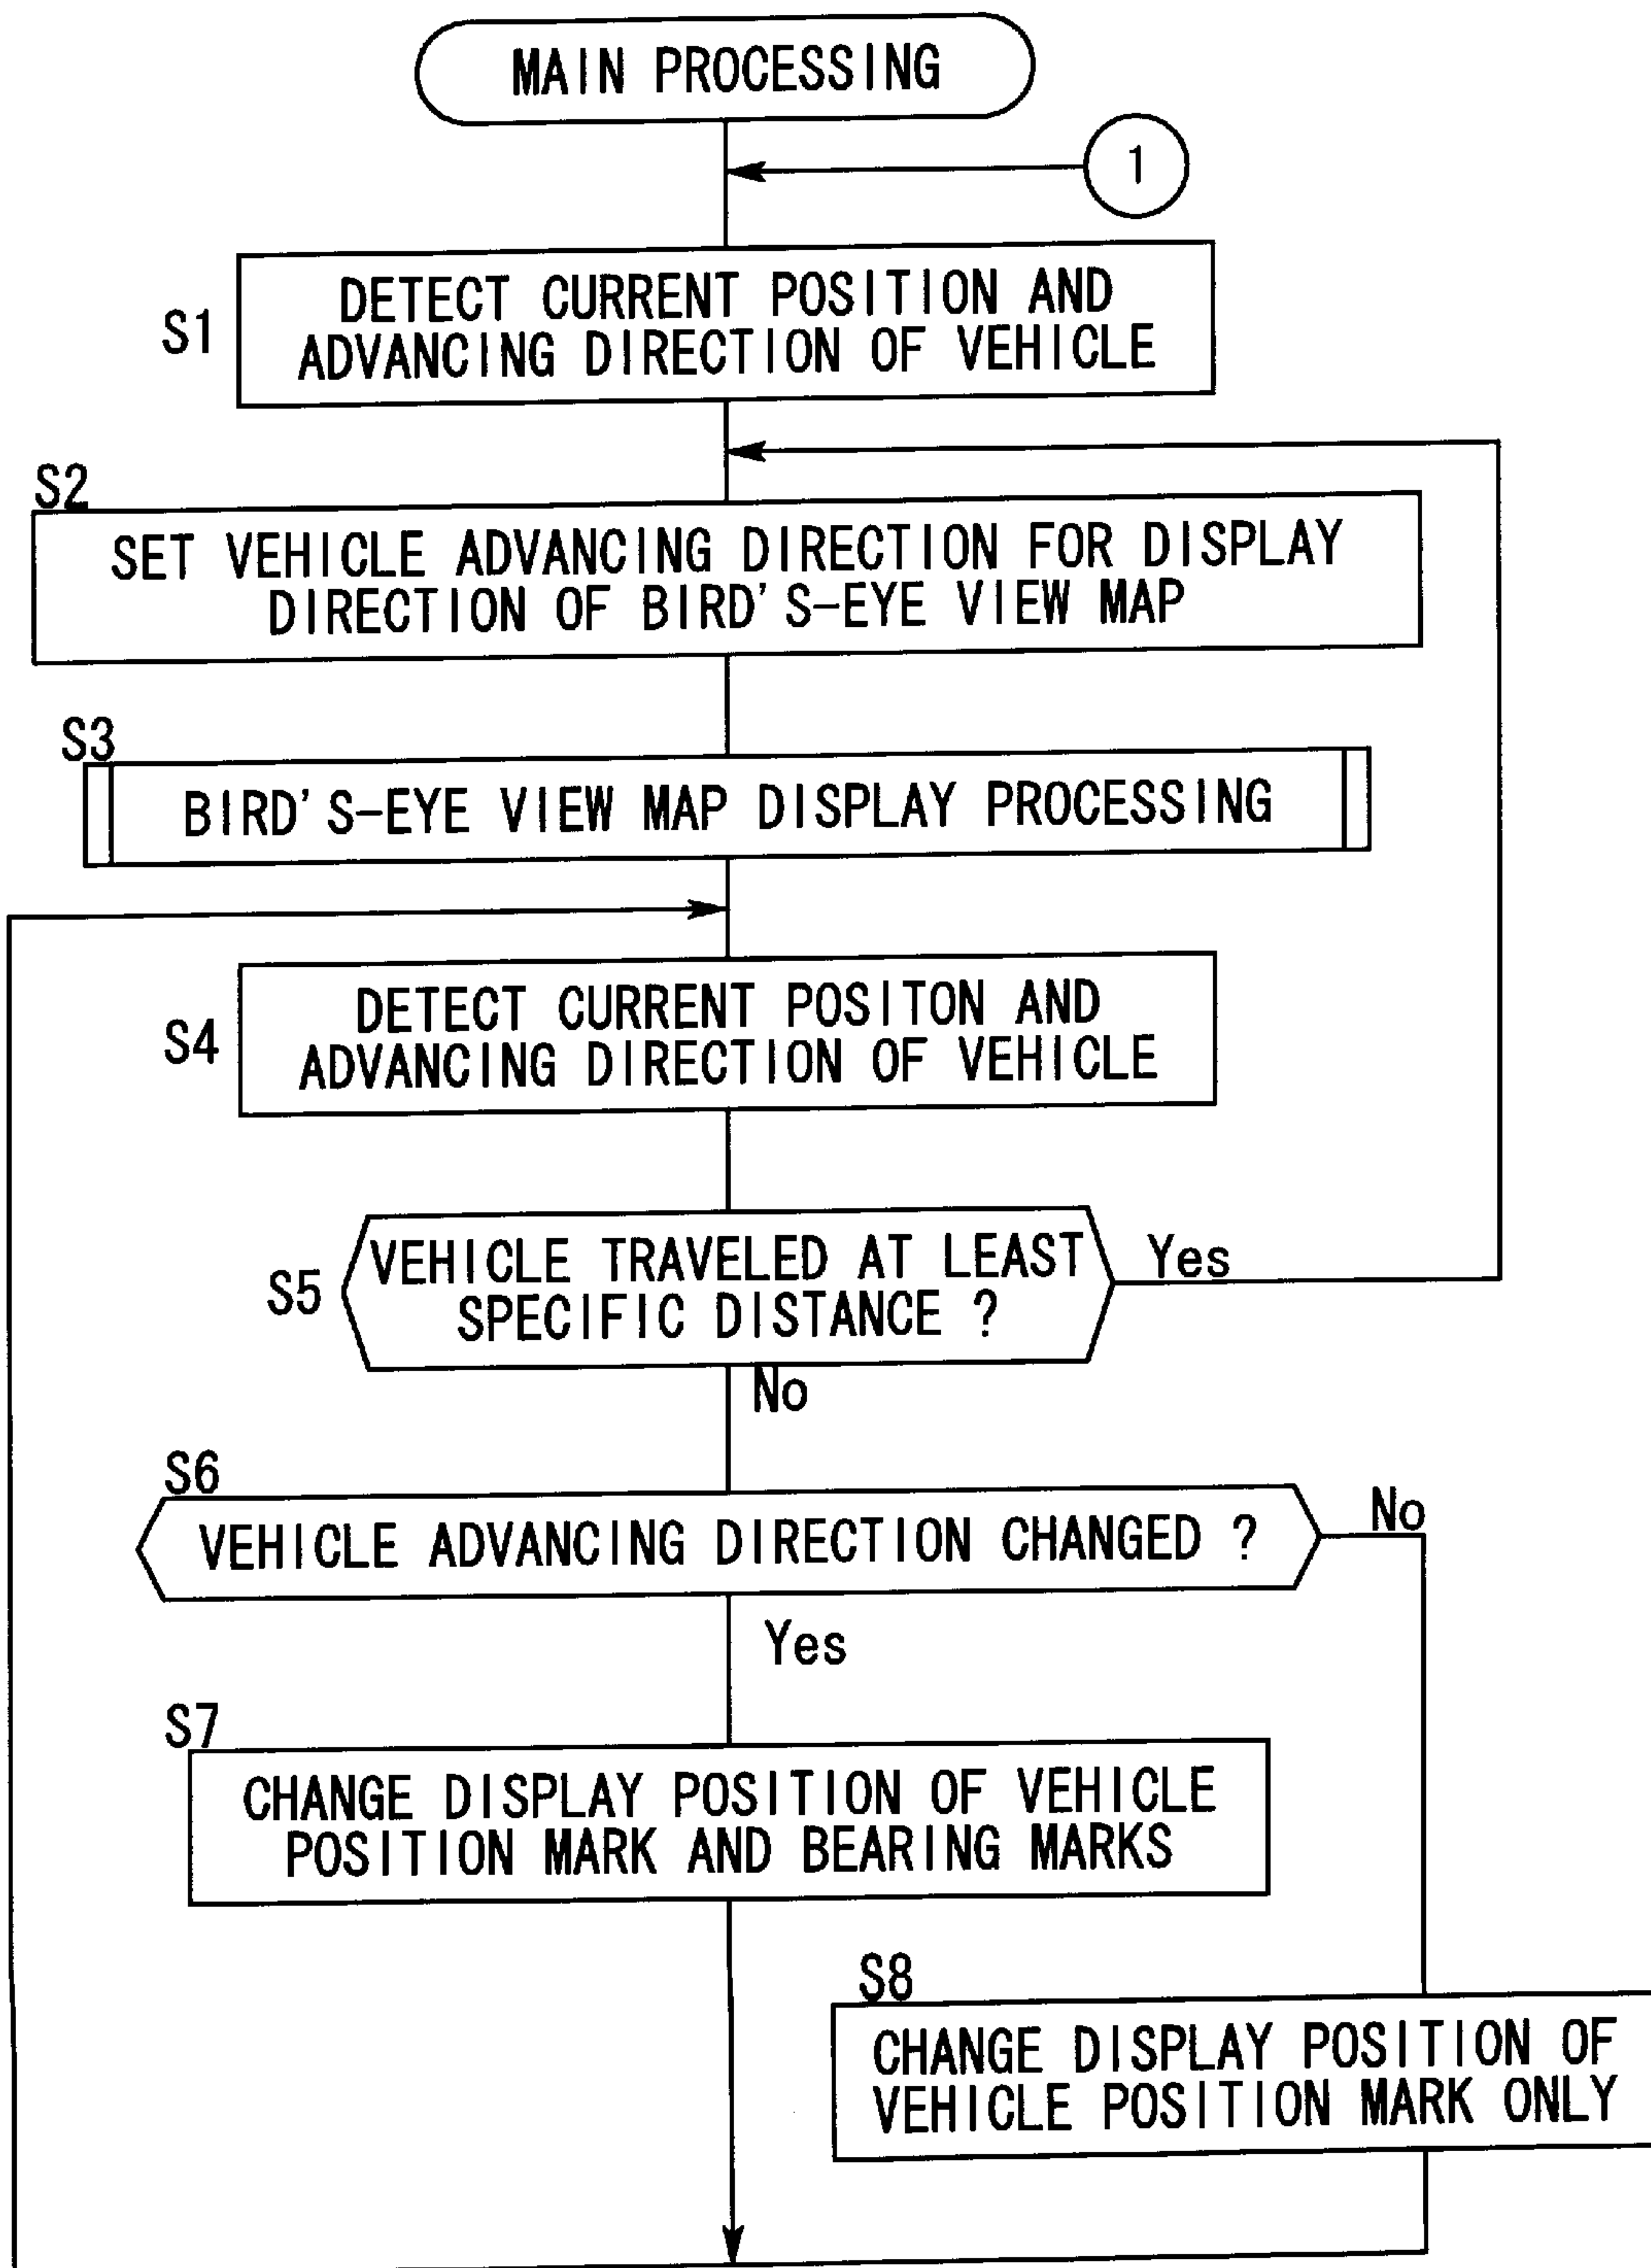 MAIN PROCESSING
1
S1
DETECT CURRENT POSITION AND
ADVANCING DIRECTION OF VEHICLE
S2
SET VEHICLE ADVANCING DIRECTION FOR DISPLAY
DIRECTION OF BIRD'S-EYE VIEW MAP
S3
BIRD'S-EYE VIEW MAP DISPLAY PROCESSING
S4
DETECT CURRENT POSITON AND
ADVANCING DIRECTION OF VEHICLE
S5
VEHICLE TRAVELED AT LEAST
SPECIFIC DISTANCE ?
Yes
No
S6
VEHICLE ADVANCING DIRECTION CHANGED ?
No
Yes
S7
CHANGE DISPLAY POSITION OF VEHICLE
POSITION MARK AND BEARING MARKS
S8
CHANGE DISPLAY POSITION OF
VEHICLE POSITION MARK ONLY